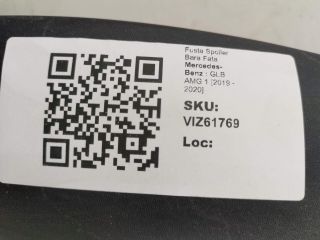 Fusta Spoiler
Bara Fata
Mercedes-
Benz : GLB
AMG 1 [2019 -
2020]
SKU:
VIZ61769
Loc: